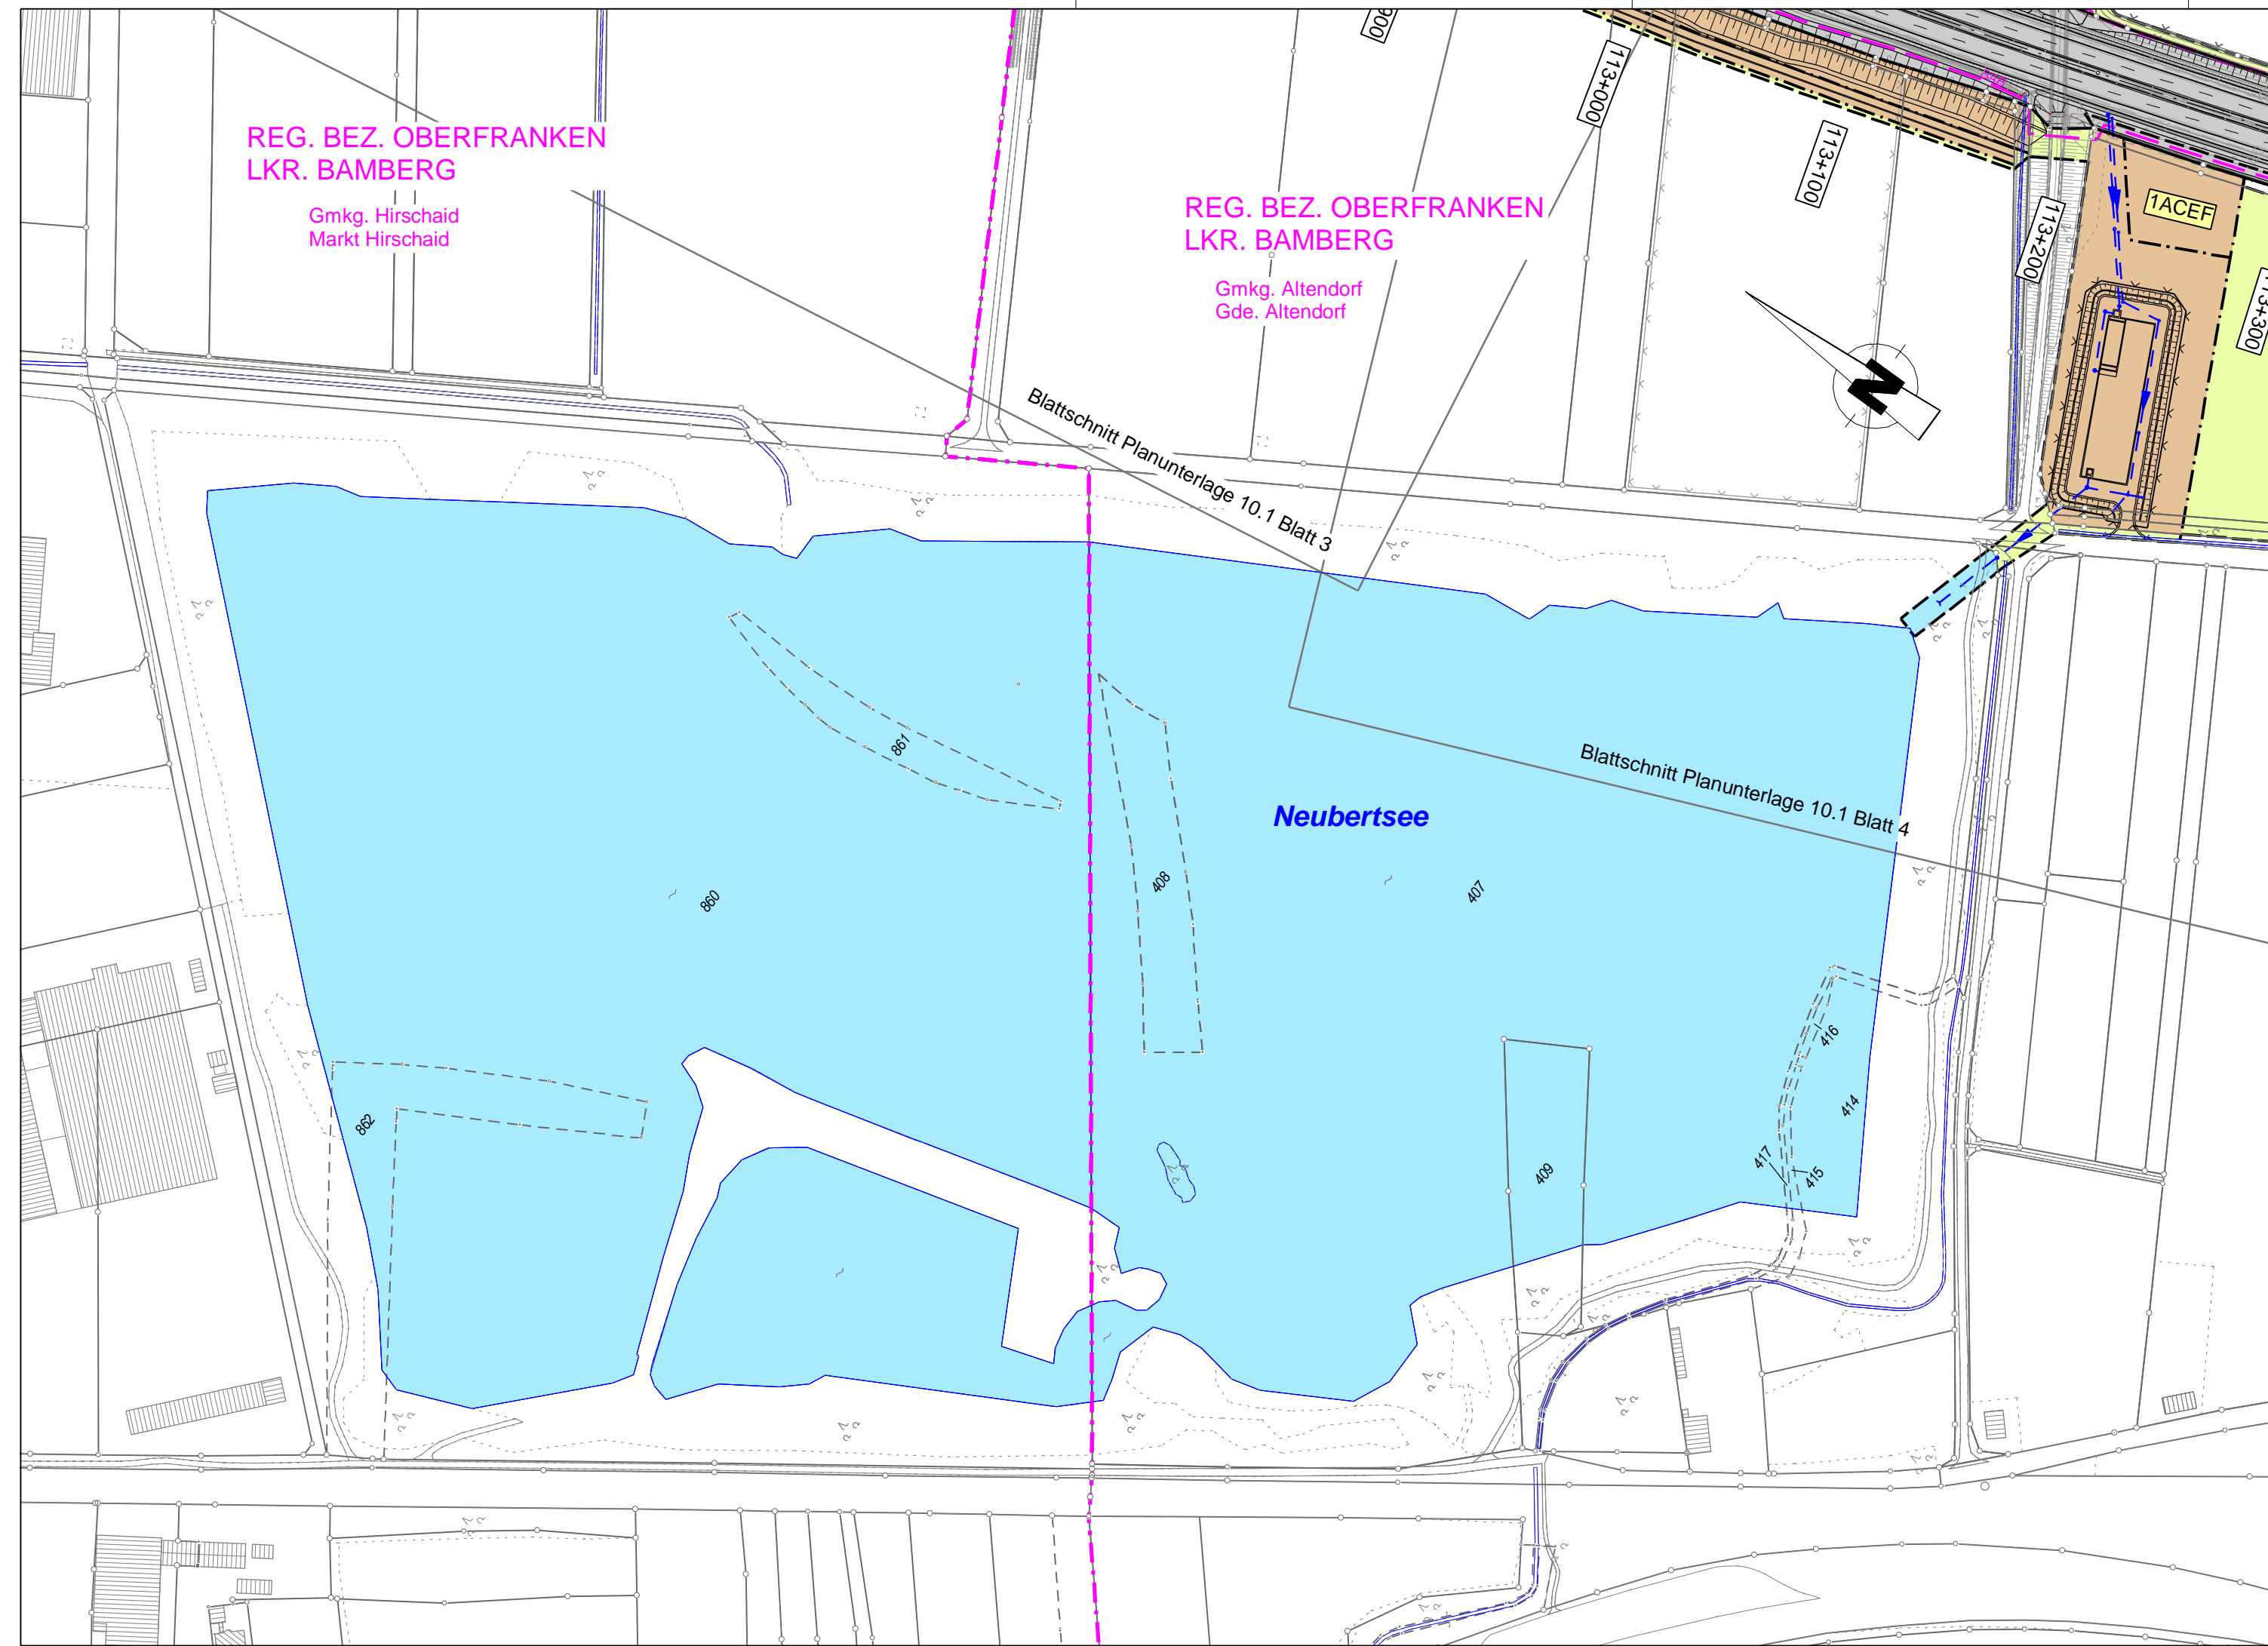 REG. BEZ. OBERFRANKEN
LKR. BAMBERG
Gmkg. Hirschaid
Markt Hirschaid
REG. BEZ. OBERFRANKEN
LKR. BAMBERG
Gmkg. Altendorf
Gde. Altendorf
113+000
113+100
113+200
113+300
1ACEF
N
Blattschnitt Planunterlage 10.1 Blatt 3
Blattschnitt Planunterlage 10.1 Blatt 4
Neubertsee
861
860
408
407
862
409
416
414
417
415